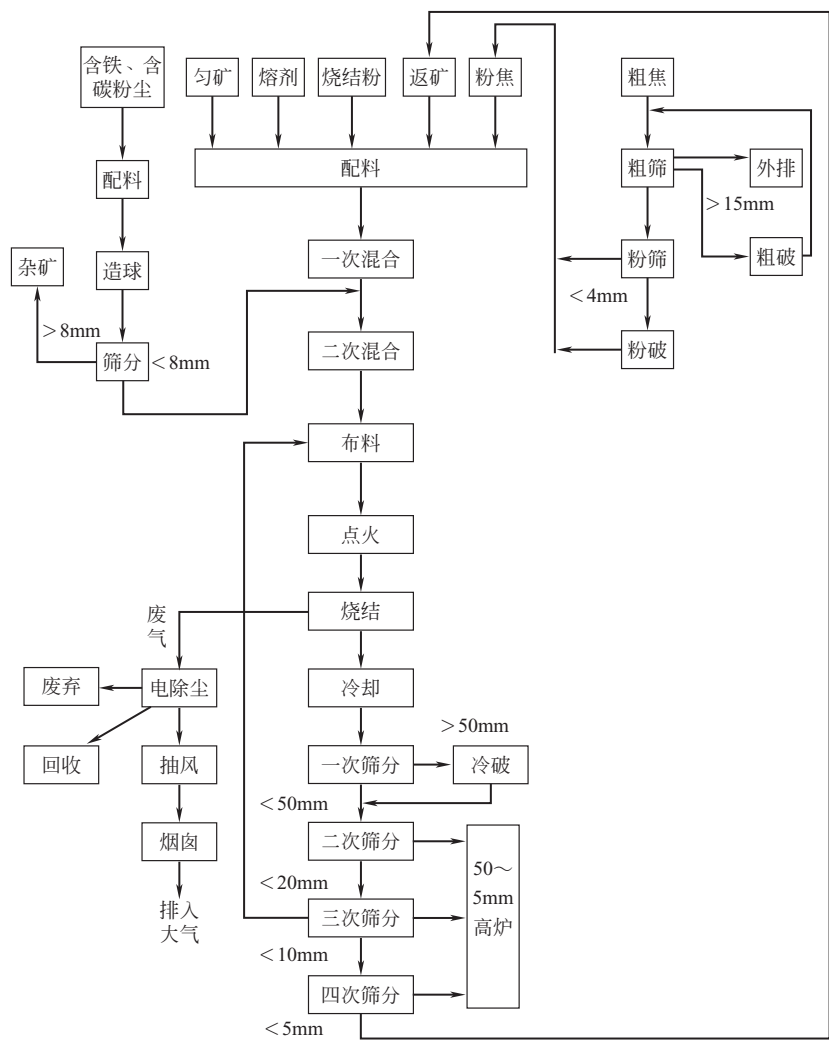 含铁、含
碳粉尘
匀矿
熔剂
烧结粉
返矿
粉焦
粗焦
配料
配料
粗筛
外排
＞15mm
杂矿
造球
一次混合
粉筛
粗破
＜4mm
＞8mm
筛分
＜8mm
二次混合
粉破
布料
点火
废
气
烧结
废弃
电除尘
冷却
＞50mm
回收
抽风
一次筛分
冷破
＜50mm
烟囱
二次筛分
50～
5mm
高炉
＜20mm
排入
大气
三次筛分
＜10mm
四次筛分
＜5mm